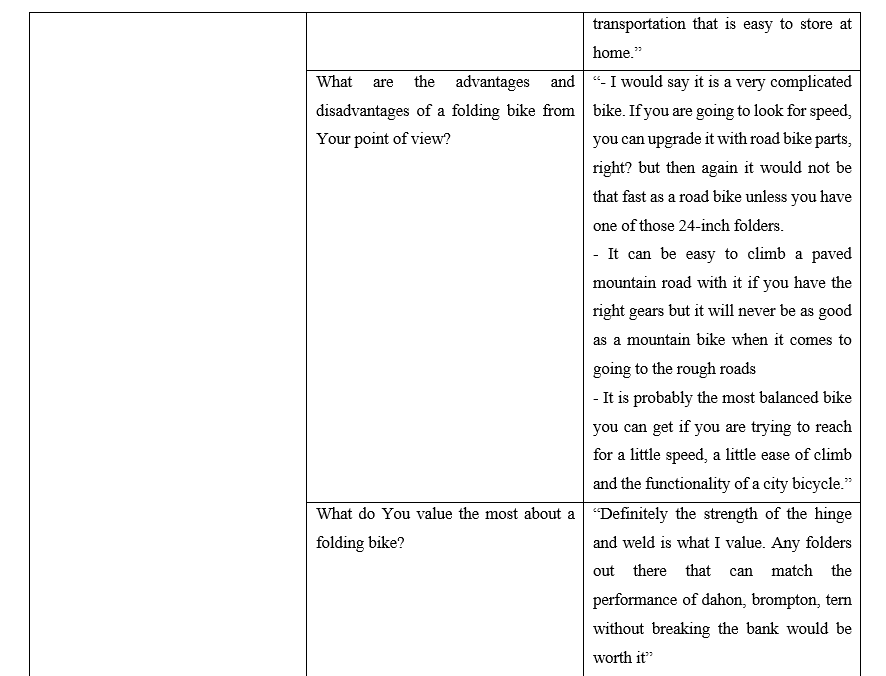 transportation that is easy to store at
home.”
What are the advantages and
disadvantages of a folding bike from
Your point of view?
“- I would say it is a very complicated
bike. If you are going to look for speed,
you can upgrade it with road bike parts,
right? but then again it would not be
that fast as a road bike unless you have
one of those 24-inch folders.
- It can be easy to climb a paved
mountain road with it if you have the
right gears but it will never be as good
as a mountain bike when it comes to
going to the rough roads
- It is probably the most balanced bike
you can get if you are trying to reach
for a little speed, a little ease of climb
and the functionality of a city bicycle.”
What do You value the most about a
folding bike?
“Definitely the strength of the hinge
and weld is what I value. Any folders
out there that can match the
performance of dahon, brompton, tern
without breaking the bank would be
worth it”